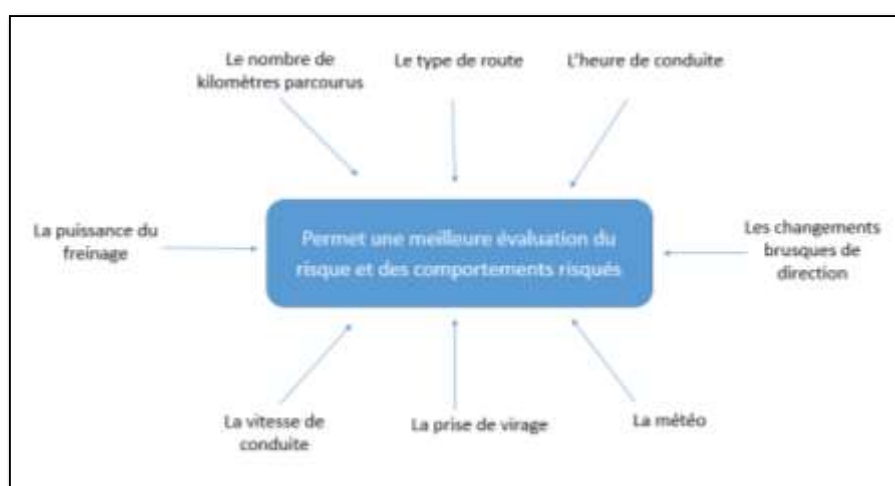 Le nombre de
kilomètres parcourus
Le type de route
L'heure de conduite
La puissance du
freinage
Permet une meilleure évaluation du
risque et des comportements risqués
Les changements
brusques de
direction
La vitesse de
conduite
La prise de virage
La météo